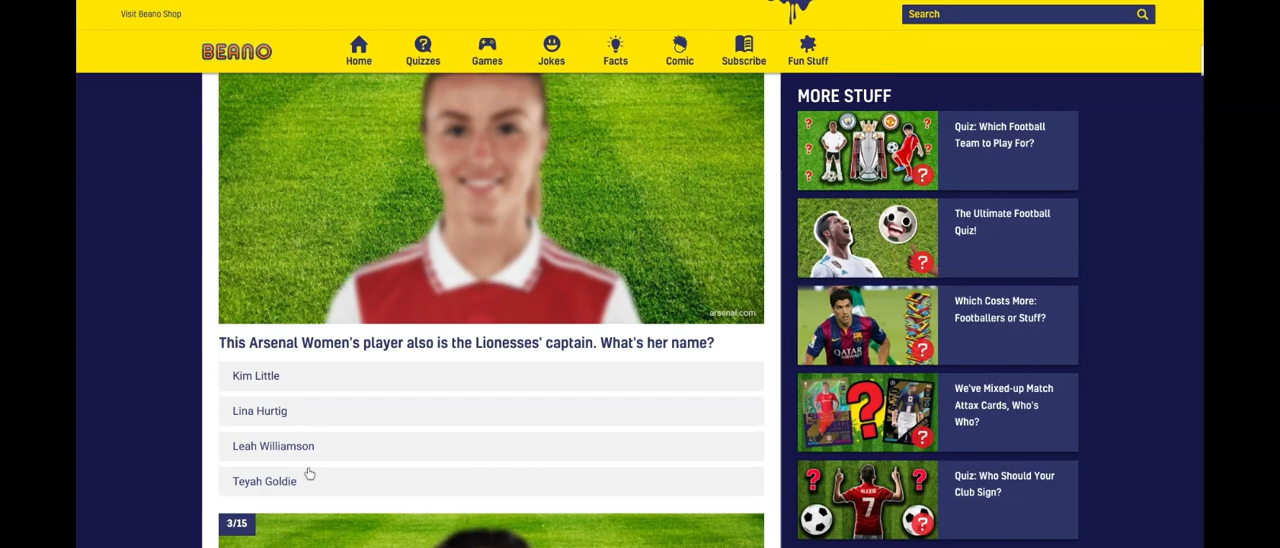 Visit Beano Shop
Search
BEANO
Home
Quizzes
Games
Jokes
Facts
Comic
Subscribe
Fun Stuff
arsenal.com
This Arsenal Women's player also is the Lionesses' captain. What's her name?
Kim Little
Lina Hurtig
Leah Williamson
Teyah Goldie
3/15
MORE STUFF
Quiz: Which Football
Team to Play For?
The Ultimate Football
Quiz!
QATAR
Which Costs More:
Footballers or Stuff?
We've Mixed-up Match
Attax Cards, Who's
Who?
ALEXIS
7
Quiz: Who Should Your
Club Sign?